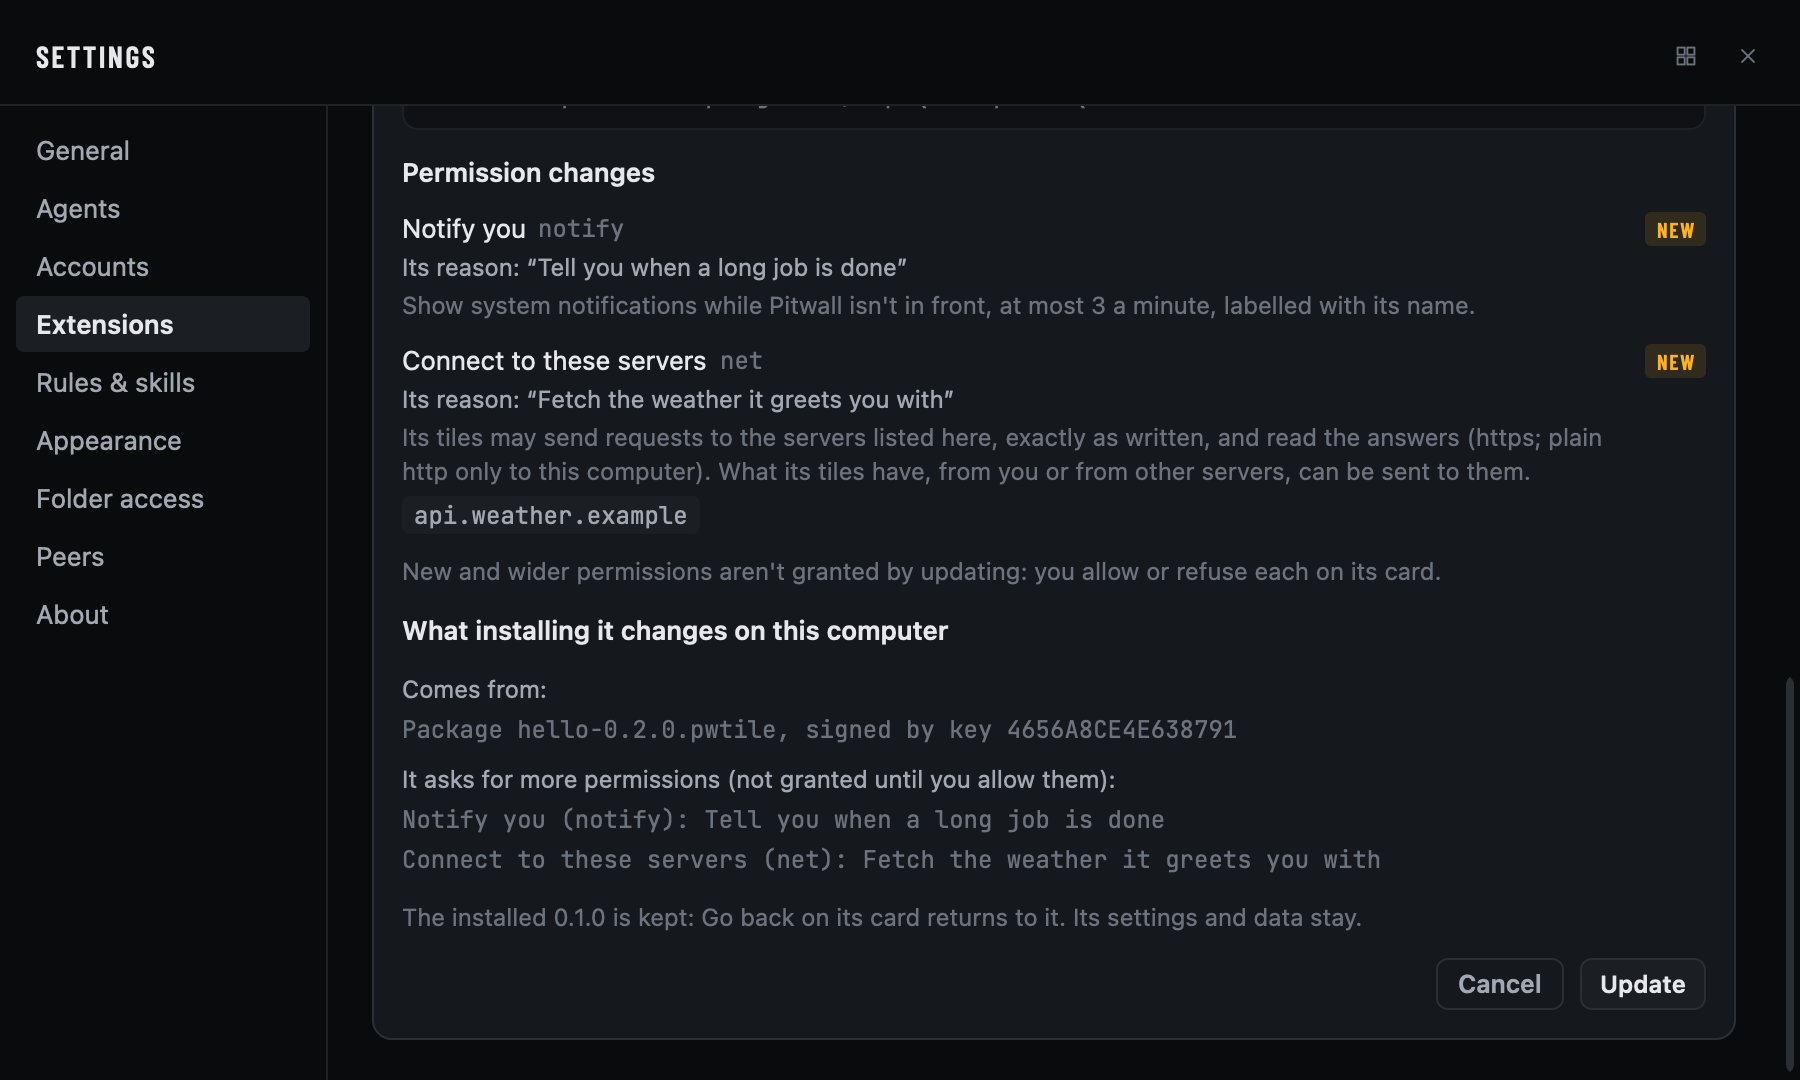 SETTINGS
General
Agents
Accounts
Extensions
Rules & skills
Appearance
Folder access
Peers
About
Permission changes
Notify you notify
NEW
Its reason: “Tell you when a long job is done”
Show system notifications while Pitwall isn't in front, at most 3 a minute, labelled with its name.
Connect to these servers net
NEW
Its reason: “Fetch the weather it greets you with”
Its tiles may send requests to the servers listed here, exactly as written, and read the answers (https; plain
http only to this computer). What its tiles have, from you or from other servers, can be sent to them.
api.weather.example
New and wider permissions aren't granted by updating: you allow or refuse each on its card.
What installing it changes on this computer
Comes from:
Package hello-0.2.0.pwtile, signed by key 4656A8CE4E638791
It asks for more permissions (not granted until you allow them):
Notify you (notify): Tell you when a long job is done
Connect to these servers (net): Fetch the weather it greets you with
The installed 0.1.0 is kept: Go back on its card returns to it. Its settings and data stay.
Cancel
Update